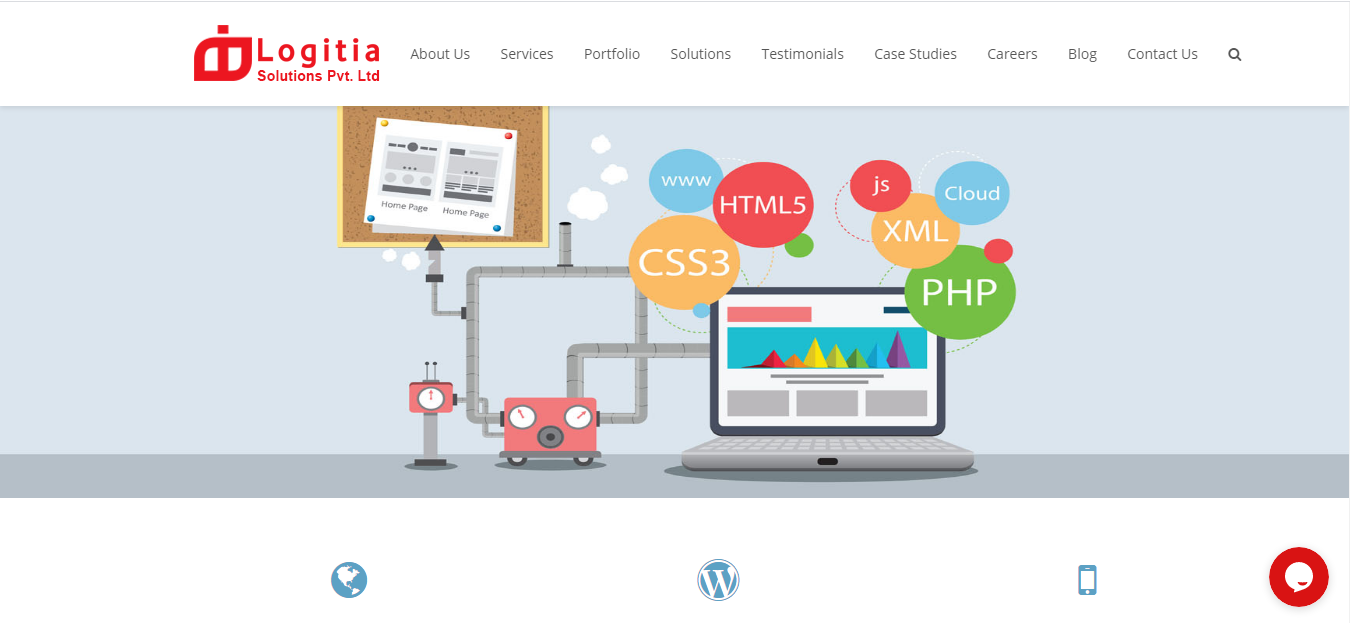 Logitia
Solutions Pvt. Ltd
About Us Services Portfolio Solutions Testimonials Case Studies Careers Blog Contact Us
Home Page Home Page
www
HTML5
CSS3
js
Cloud
XML
PHP